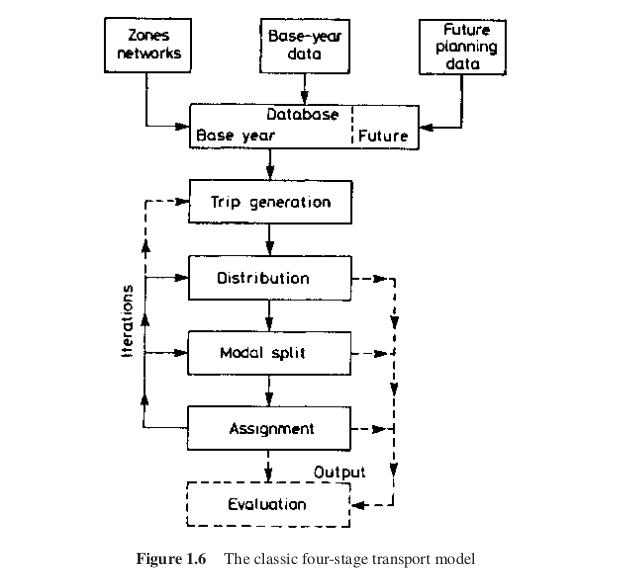 Zones
networks
Base-year
data
Future
planning
data
Database
Base year
Future
Trip generation
Distribution
Iterations
Modal split
Assignment
Output
Evaluation
Figure 1.6 The classic four-stage transport model